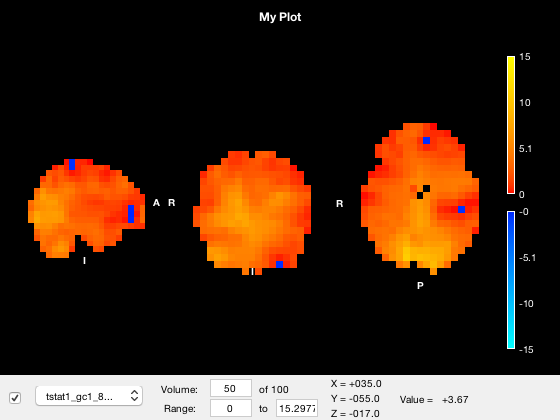 My Plot
15
10
5.1
0
-0
-5.1
-10
-15
A R
R
I
I
P
tstat1_gc1_8...
Volume: 50 of 100
Range: 0 to 15.2977
X = +035.0
Y = -055.0
Z = -017.0
Value = +3.67